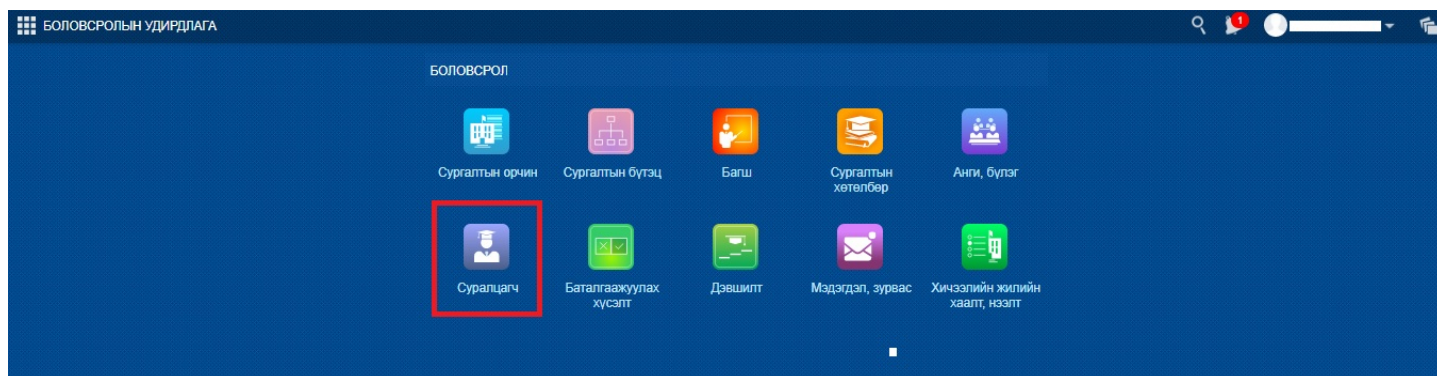 БОЛОВСРОЛЫН УДИРДЛАГА
1
БОЛОВСРОЛ
Сургалтын орчин
Сургалтын бүтэц
Багш
Сургалтын
хөтөлбөр
Анги, бүлэг
Суралцагч
Баталгаажуулах
хүсэлт
Дэвшилт
Мэдэгдэл, зурвас
Хичээлийн жилийн
хаалт, нээлт